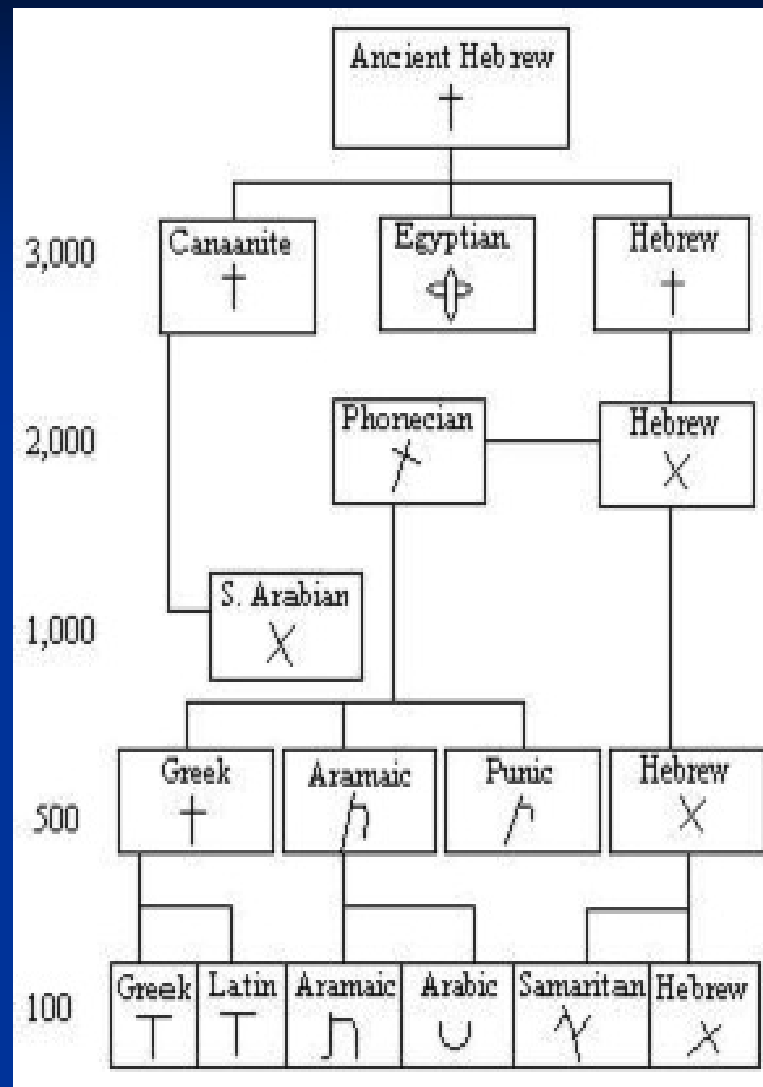 Ancient Hebrew
3,000
Canaanite
Egyptian
Hebrew
2,000
Phonecian
Hebrew
1,000
S. Arabian
500
Greek
Aramaic
Punic
Hebrew
100
Greek
Latin
Aramaic
Arabic
Samaritan
Hebrew